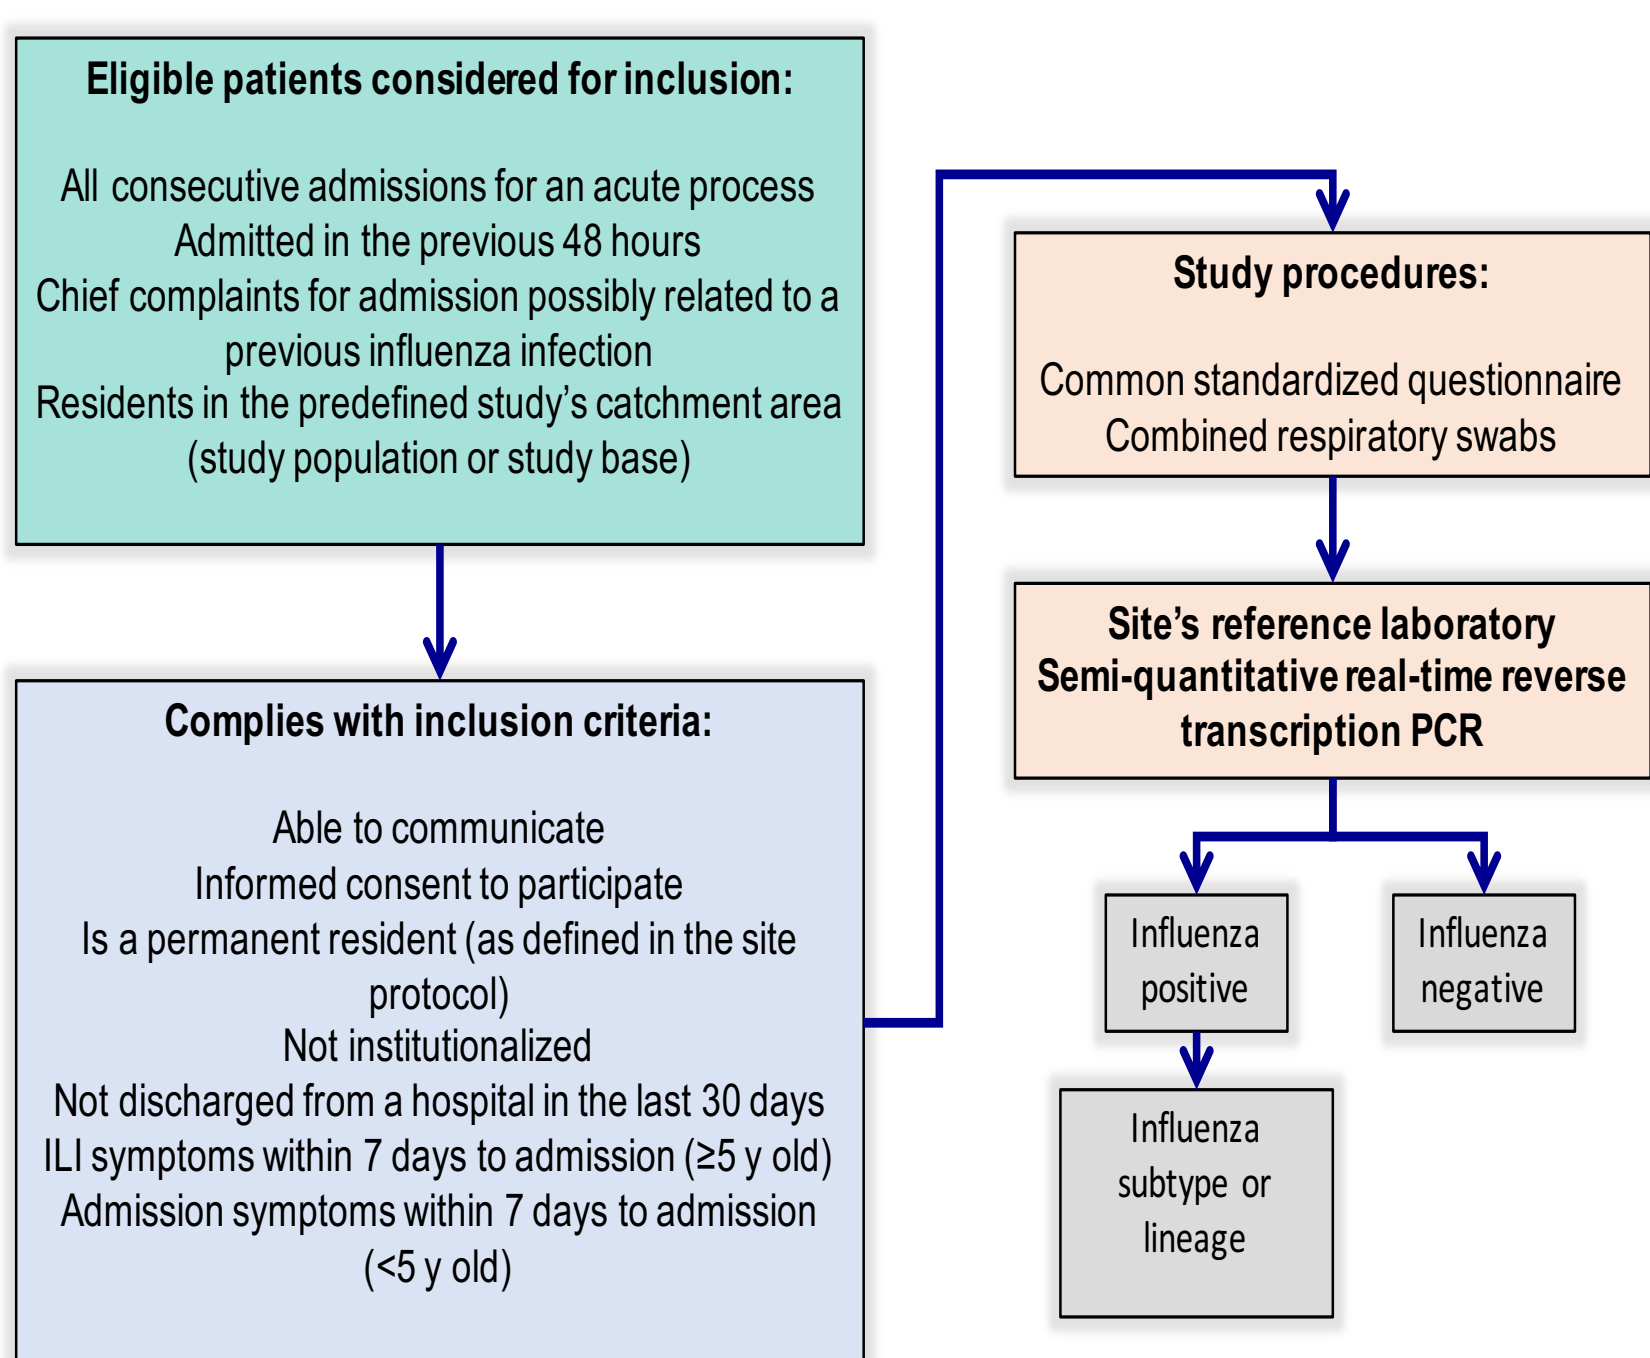 Eligible patients considered for inclusion:
All consecutive admissions for an acute process
Admitted in the previous 48 hours
Chief complaints for admission possibly related to a
previous influenza infection
Residents in the predefined study’s catchment area
(study population or study base)
Complies with inclusion criteria:
Able to communicate
Informed consent to participate
Is a permanent resident (as defined in the site
protocol)
Not institutionalized
Not discharged from a hospital in the last 30 days
ILI symptoms within 7 days to admission (≥5 y old)
Admission symptoms within 7 days to admission
(<5 y old)
Study procedures:
Common standardized questionnaire
Combined respiratory swabs
Site’s reference laboratory
Semi-quantitative real-time reverse
transcription PCR
Influenza
positive
Influenza
negative
Influenza
subtype or
lineage